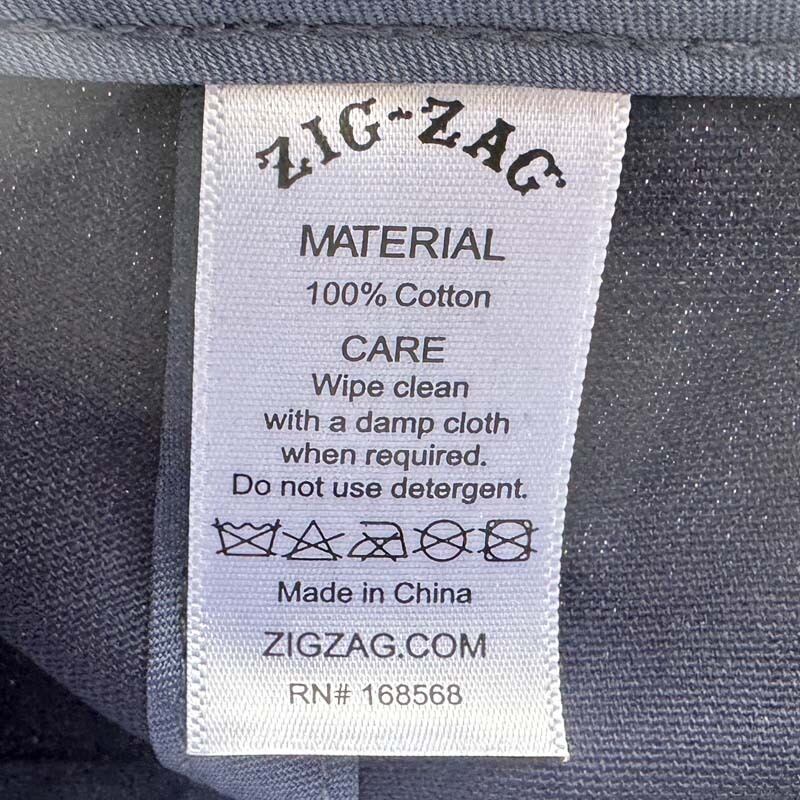 ZIG-ZAG
MATERIAL
100% Cotton
CARE
Wipe clean
with a damp cloth
when required.
Do not use detergent.
Made in China
ZIGZAG.COM
RN# 168568